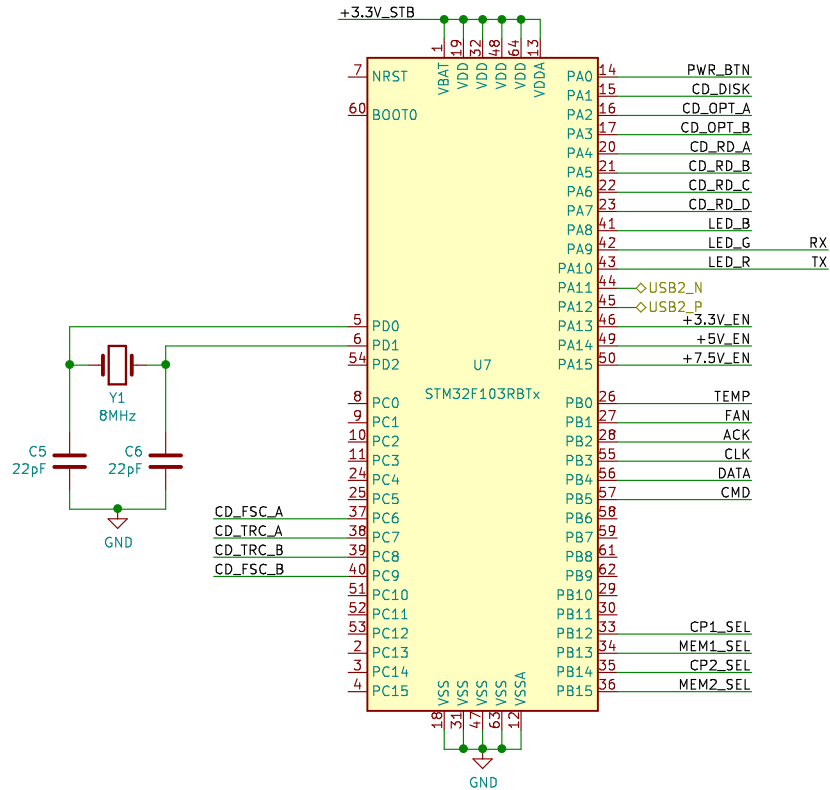 +3.3V_STB
1 19 32 48 64 13
VBAT VDD VDD VDD VDD VDDA
7 NRST
60 BOOT0
5 PD0
6 PD1
54 PD2
8 PC0
9 PC1
10 PC2
11 PC3
24 PC4
25 PC5
CD_FSC_A 37 PC6
CD_TRC_A 38 PC7
CD_TRC_B 39 PC8
CD_FSC_B 40 PC9
51 PC10
52 PC11
53 PC12
2 PC13
3 PC14
4 PC15
Y1
8MHz
C5
22pF
C6
22pF
GND
U7
STM32F103RBTx
PA0 14 PWR_BTN
PA1 15 CD_DISK
PA2 16 CD_OPT_A
PA3 17 CD_OPT_B
PA4 20 CD_RD_A
PA5 21 CD_RD_B
PA6 22 CD_RD_C
PA7 23 CD_RD_D
PA8 41 LED_B
PA9 42 LED_G RX
PA10 43 LED_R TX
PA11 44 USB2_N
PA12 45 USB2_P
PA13 46 +3.3V_EN
PA14 49 +5V_EN
PA15 50 +7.5V_EN
PB0 26 TEMP
PB1 27 FAN
PB2 28 ACK
PB3 55 CLK
PB4 56 DATA
PB5 57 CMD
PB6 58
PB7 59
PB8 61
PB9 62
PB10 29
PB11 30
PB12 33 CP1_SEL
PB13 34 MEM1_SEL
PB14 35 CP2_SEL
PB15 36 MEM2_SEL
VSS VSS VSS VSS VSSA
18 31 47 63 12
GND